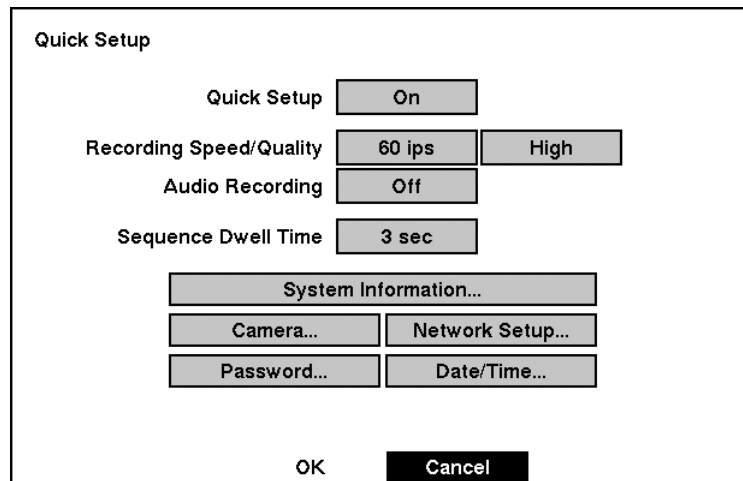 Quick Setup
Quick Setup On
Recording Speed/Quality 60 ips High
Audio Recording Off
Sequence Dwell Time 3 sec
System Information...
Camera... Network Setup...
Password... Date/Time...
OK Cancel